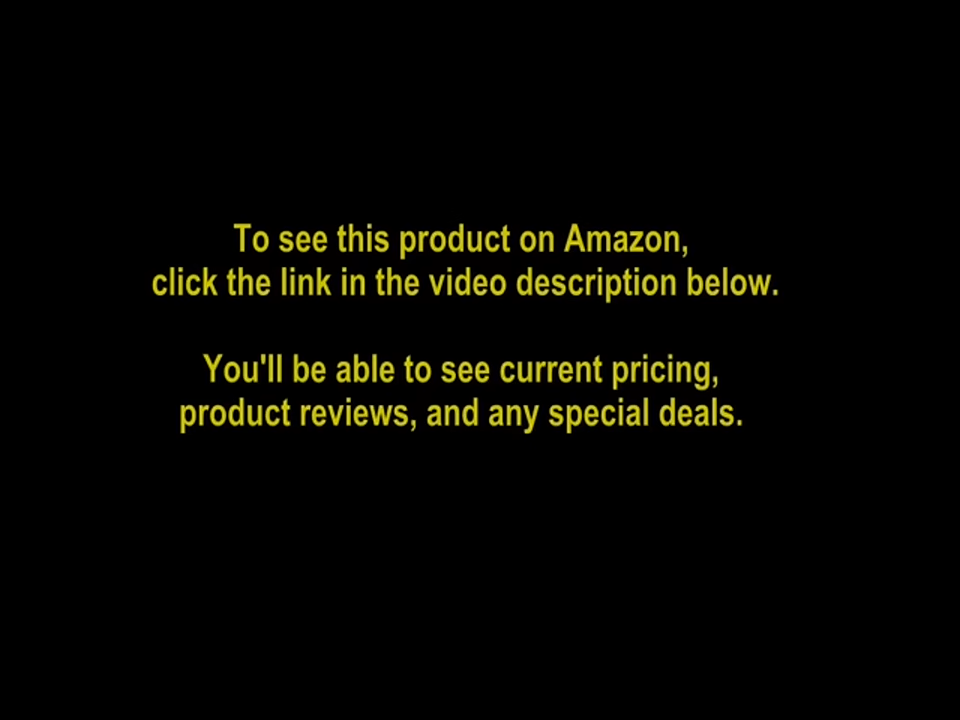 To see this product on Amazon,
click the link in the video description below.
You'll be able to see current pricing,
product reviews, and any special deals.